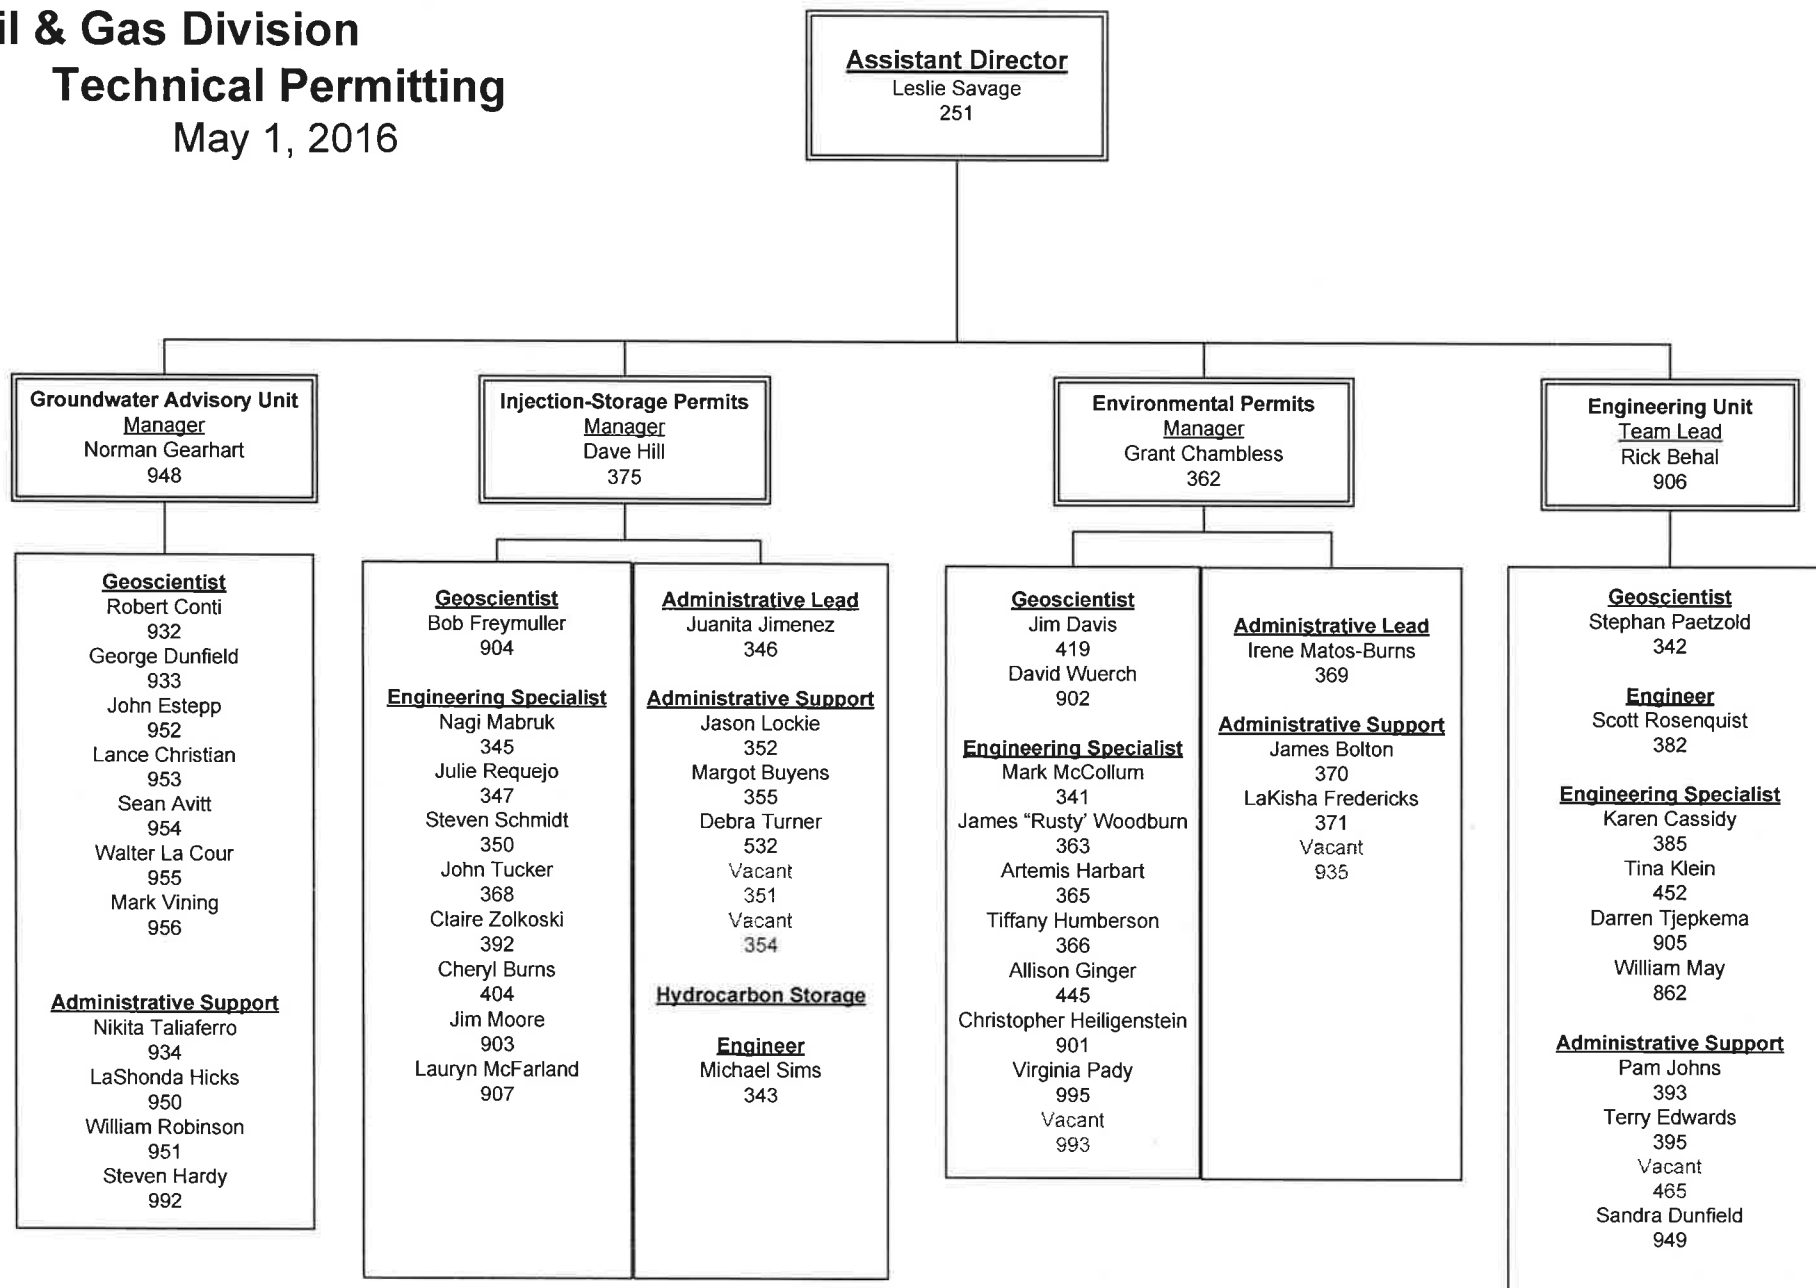 il & Gas Division
Technical Permitting
May 1, 2016
Assistant Director
Leslie Savage
251
Groundwater Advisory Unit
Manager
Norman Gearhart
948
Geoscientist
Robert Conti
932
George Dunfield
933
John Estepp
952
Lance Christian
953
Sean Avitt
954
Walter La Cour
955
Mark Vining
956
Administrative Support
Nikita Taliaferro
934
LaShonda Hicks
950
William Robinson
951
Steven Hardy
992
Injection-Storage Permits
Manager
Dave Hill
375
Geoscientist
Bob Freymuller
904
Engineering Specialist
Nagi Mabruk
345
Julie Requejo
347
Steven Schmidt
350
John Tucker
368
Claire Zolkoski
392
Cheryl Burns
404
Jim Moore
903
Lauryn McFarland
907
Administrative Lead
Juanita Jimenez
346
Administrative Support
Jason Lockie
352
Margot Buyens
355
Debra Turner
532
Vacant
351
Vacant
354
Hydrocarbon Storage
Engineer
Michael Sims
343
Environmental Permits
Manager
Grant Chambless
362
Geoscientist
Jim Davis
419
David Wuerch
902
Engineering Specialist
Mark McCollum
341
James “Rusty’ Woodburn
363
Artemis Harbart
365
Tiffany Humberson
366
Allison Ginger
445
Christopher Heiligenstein
901
Virginia Pady
995
Vacant
993
Administrative Lead
Irene Matos-Burns
369
Administrative Support
James Bolton
370
LaKisha Fredericks
371
Vacant
935
Engineering Unit
Team Lead
Rick Behal
906
Geoscientist
Stephan Paetzold
342
Engineer
Scott Rosenquist
382
Engineering Specialist
Karen Cassidy
385
Tina Klein
452
Darren Tjepkema
905
William May
862
Administrative Support
Pam Johns
393
Terry Edwards
395
Vacant
465
Sandra Dunfield
949